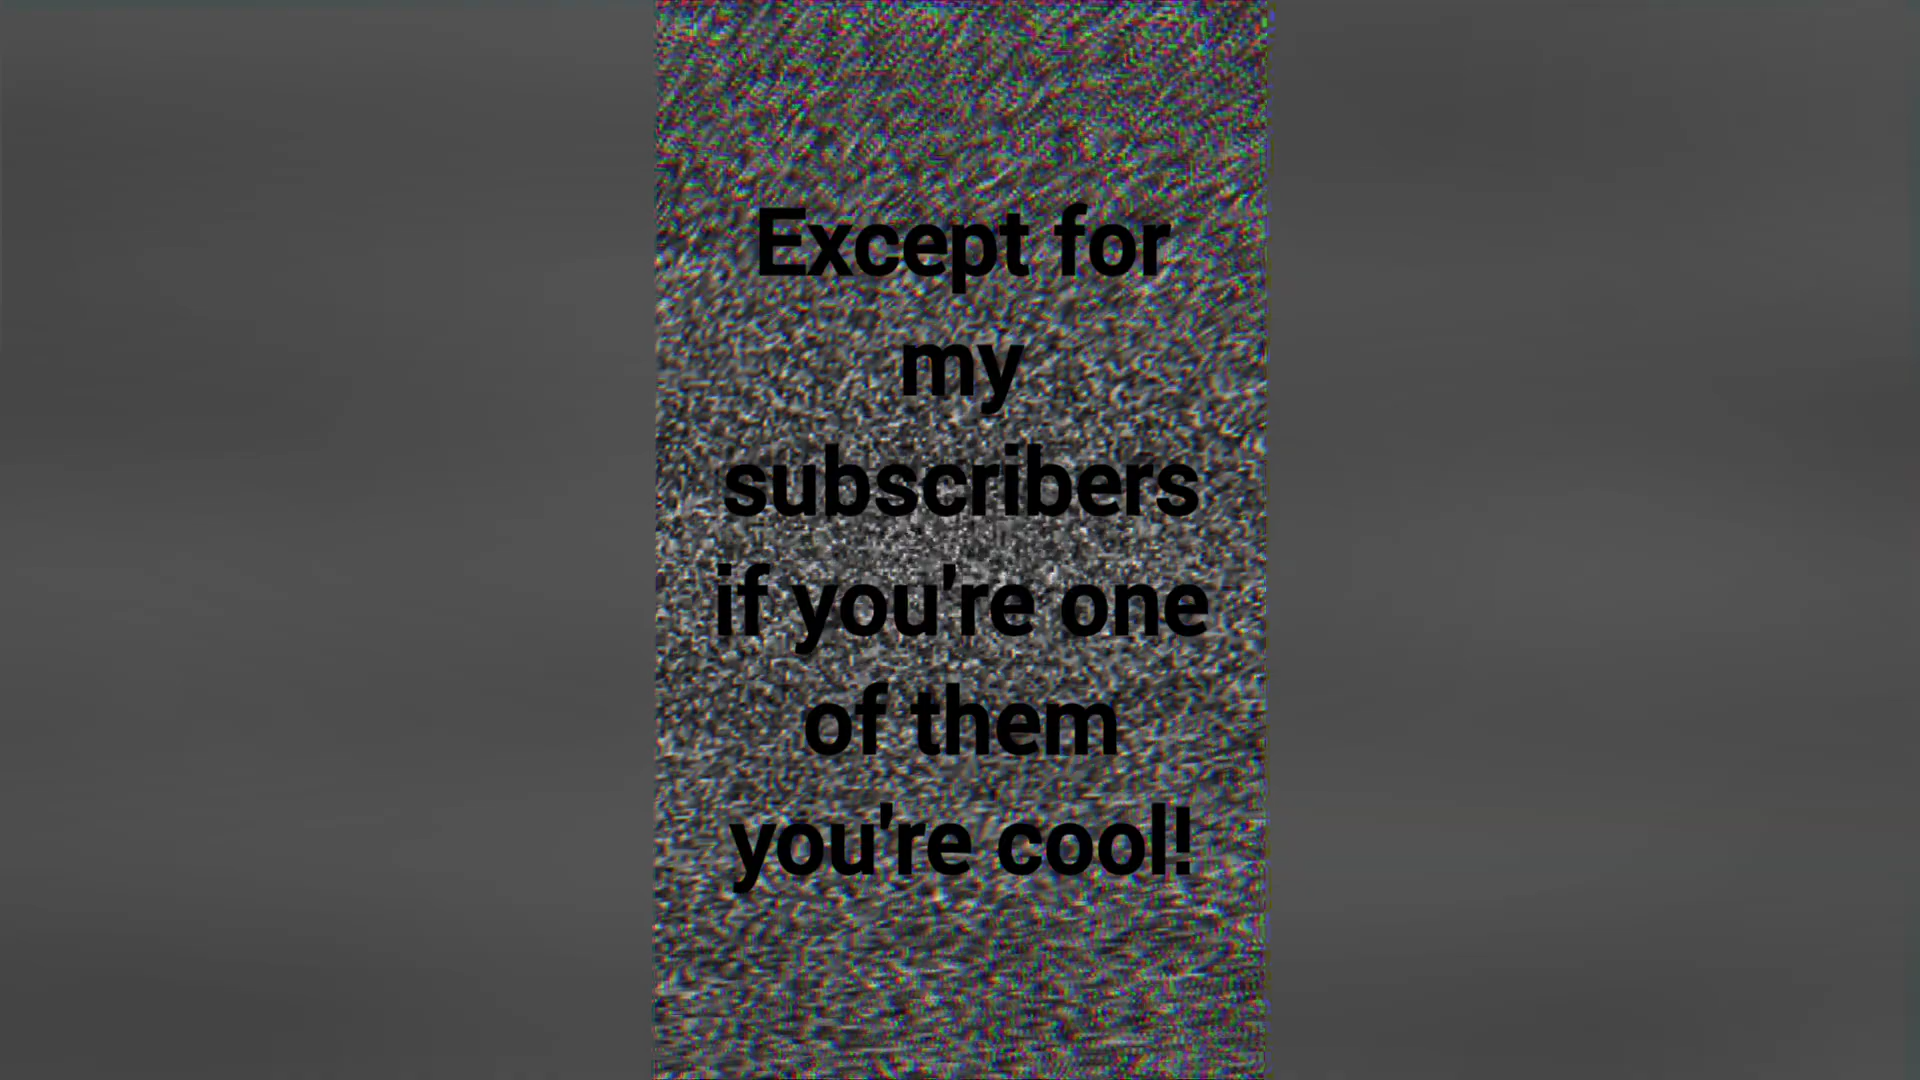 Except for
my
subscribers
if you're one
of them
you're cool!